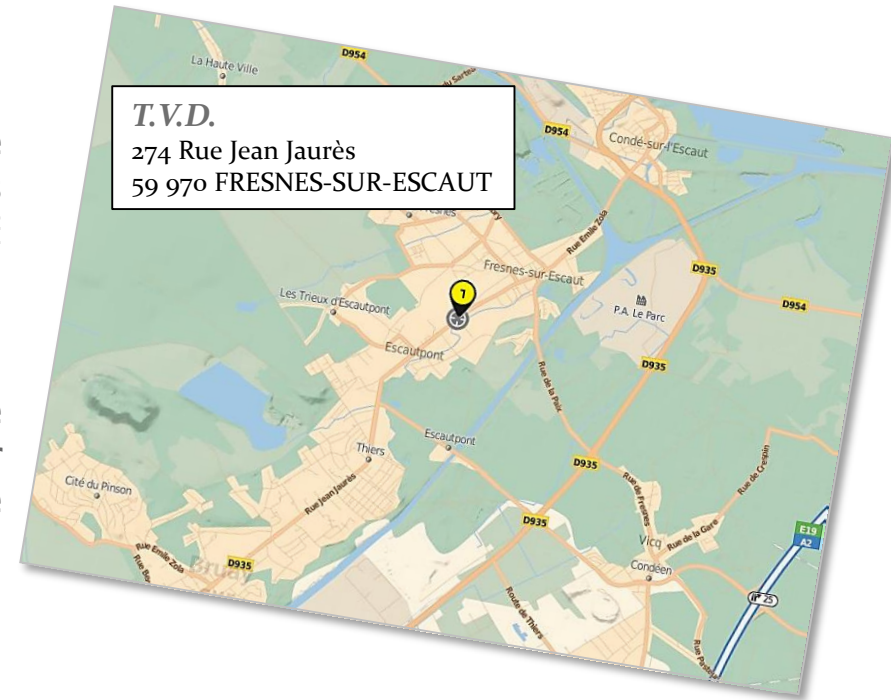 La Haute Ville
D954
T.V.D.
274 Rue Jean Jaurès
59 970 FRESNES-SUR-ESCAUT
D954
Condé-sur-l'Escaut
Rue Emile Zola
Fresnes-sur-Escaut
D935
D954
Les Trieux d'Escautpont
1
P.A. Le Parc
Escautpont
D935
Rue de la Paix
Thiers
Escautpont
D935
Rue de Crespin
Cité du Pinson
Rue Jean Jaurès
Rue de Fresnes
D935
Vicq
Rue de la Gare
E19
A2
Rue Emile Zola
D935
Bruay
Condéen
25
Route de Thiers